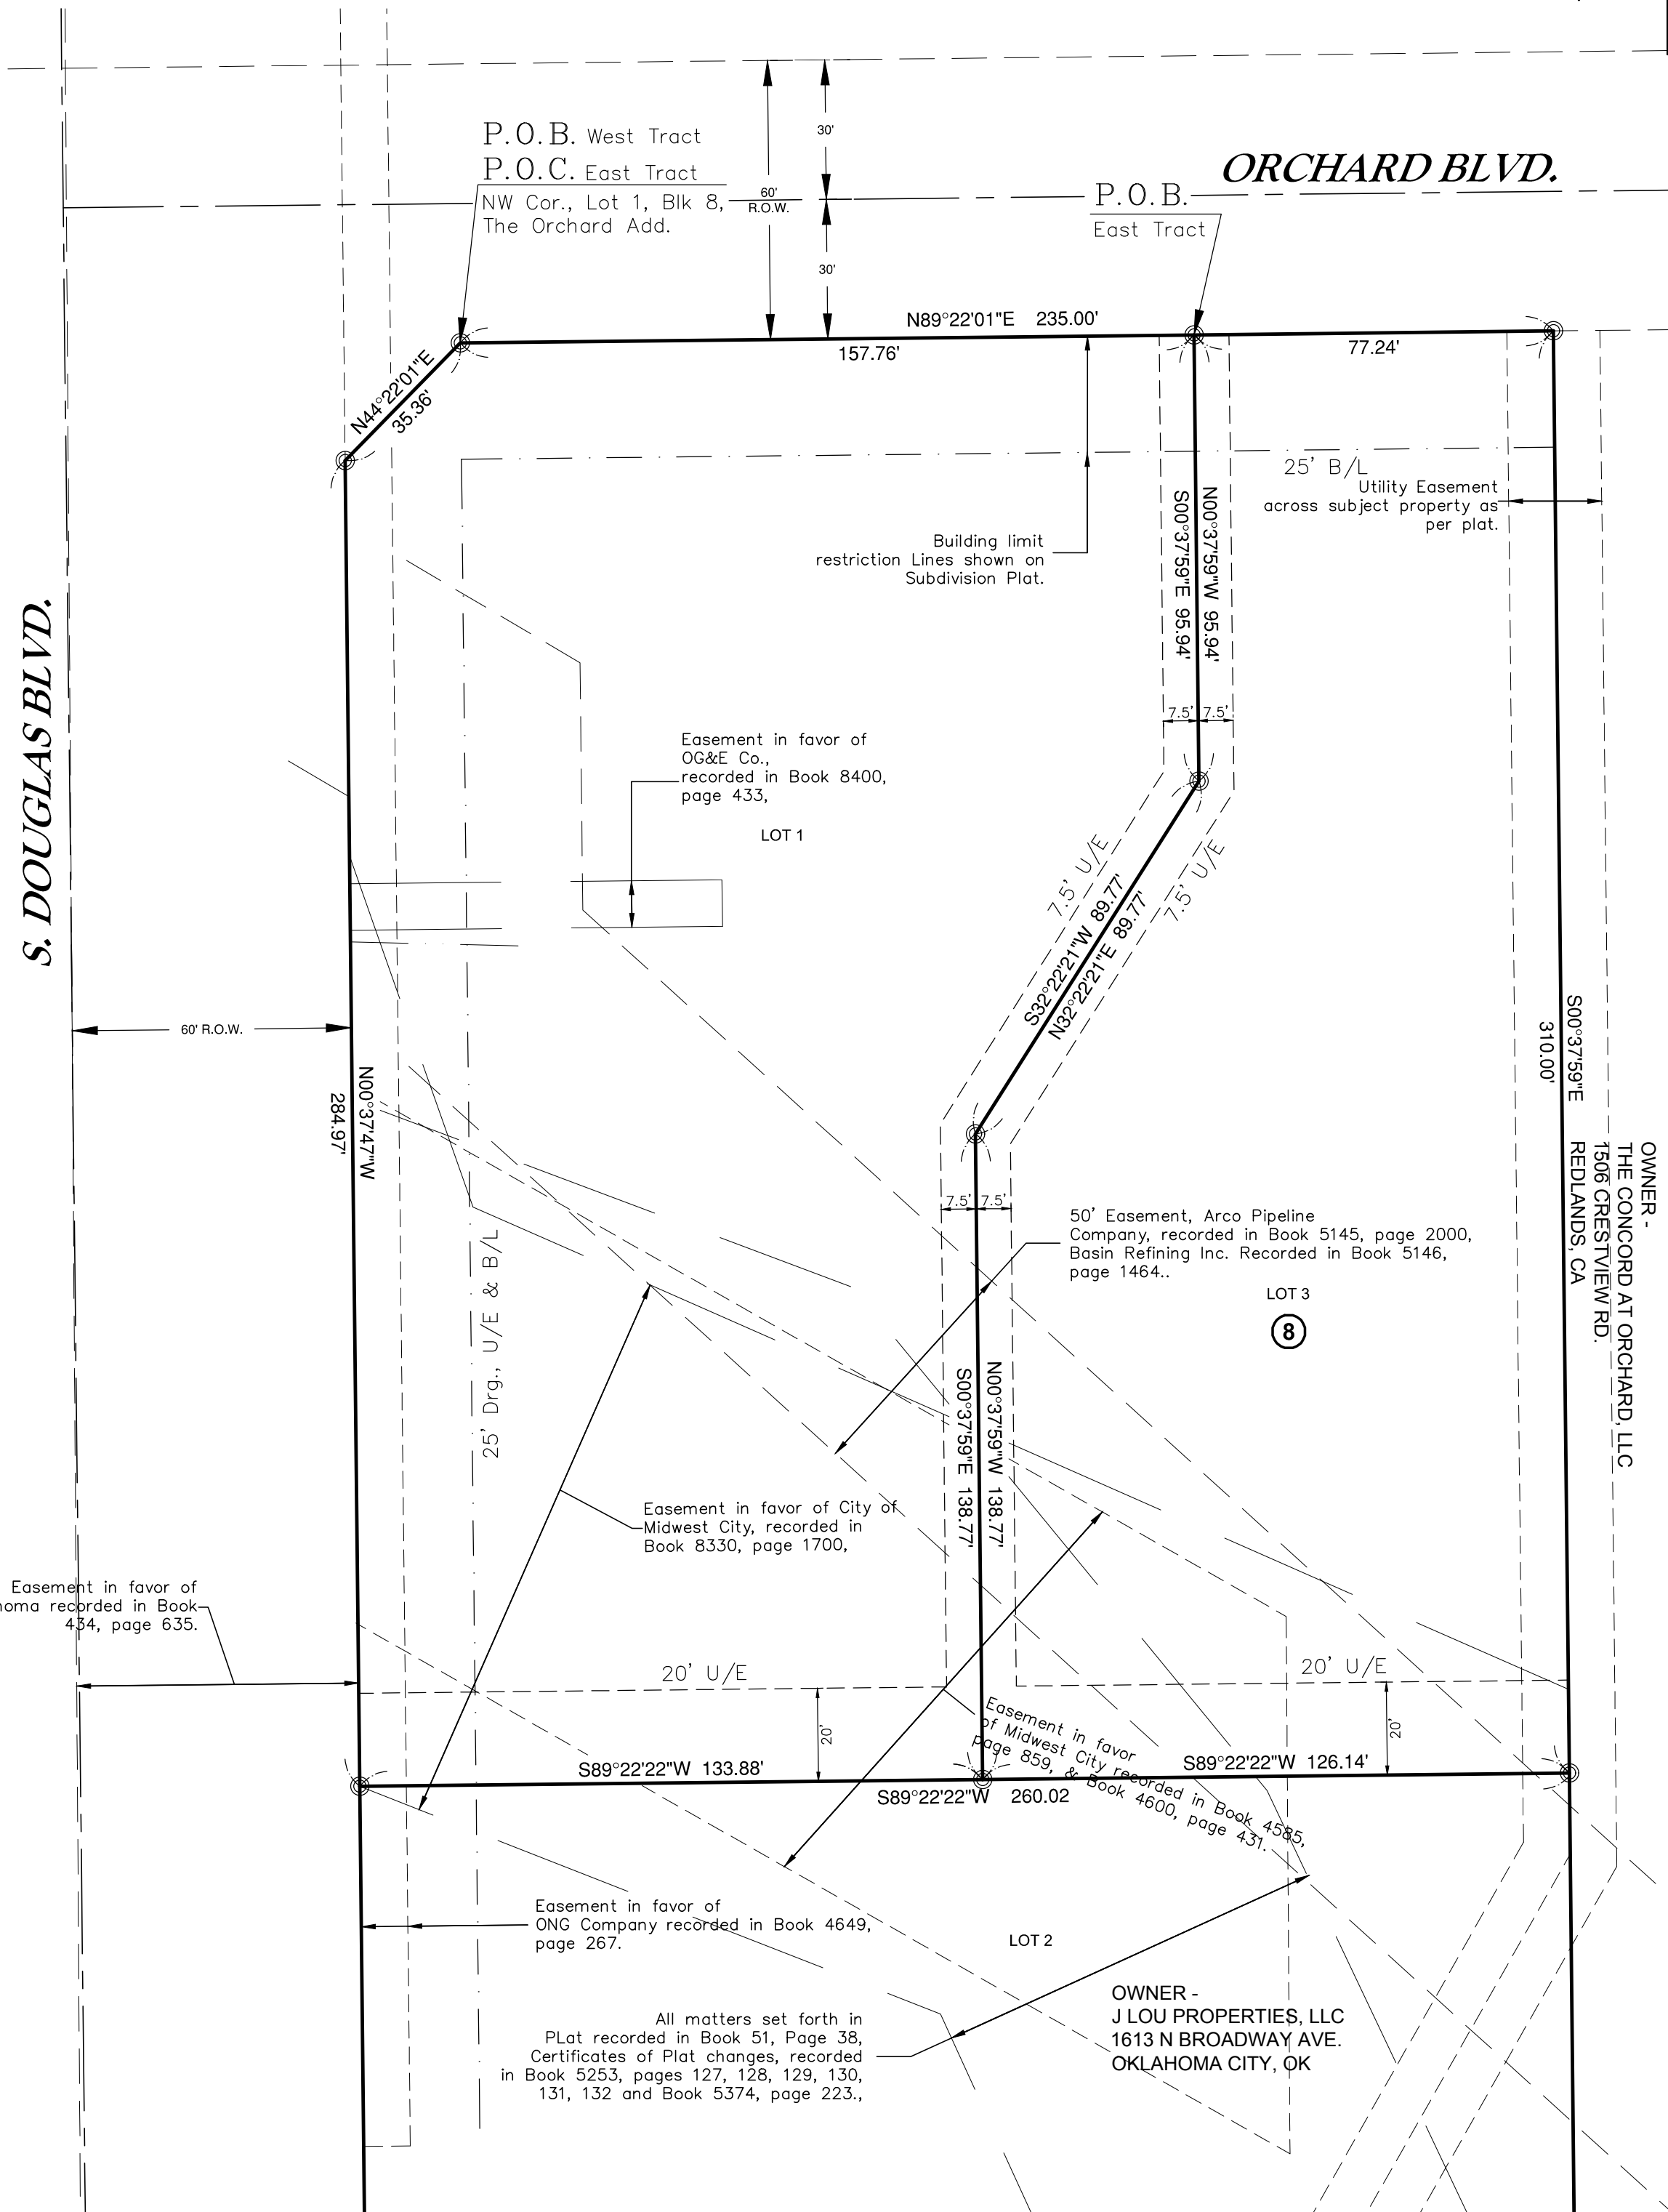 30'
P.O.B. West Tract
P.O.C. East Tract
NW Cor., Lot 1, Blk 8,
The Orchard Add.
60'
R.O.W.
ORCHARD BLVD.
P.O.B.
East Tract
30'
N89°22'01"E 235.00'
157.76'
77.24'
N44°22'01"E
35.36'
25' B/L
Utility Easement
across subject property as
per plat.
Building limit
restriction Lines shown on
Subdivision Plat.
S00°37'59"E 95.94'
N00°37'59"W 95.94'
S. DOUGLAS BLVD.
7.5'
7.5'
Easement in favor of
OG&E Co.,
recorded in Book 8400,
page 433,
LOT 1
7.5' U/E
7.5' U/E
S32°22'21"W 89.77'
N32°22'21"E 89.77'
60' R.O.W.
N00°37'47"W
284.97'
S00°37'59"E
310.00'
OWNER -
THE CONCORD AT ORCHARD, LLC
1506 CRESTVIEW RD.
REDLANDS, CA
7.5'
7.5'
50' Easement, Arco Pipeline
Company, recorded in Book 5145, page 2000,
Basin Refining Inc. Recorded in Book 5146,
page 1464..
LOT 3
8
25' Drg., U/E & B/L
S00°37'59"E 138.77'
N00°37'59"W 138.77'
Easement in favor of City of
Midwest City, recorded in
Book 8330, page 1700,
Easement in favor of
homa recorded in Book
434, page 635.
20' U/E
20' U/E
20'
20'
Easement in favor
of Midwest City recorded in Book 4585,
page 859, & Book 4600, page 431.
S89°22'22"W 133.88'
S89°22'22"W 126.14'
S89°22'22"W 260.02
Easement in favor of
ONG Company recorded in Book 4649,
page 267.
LOT 2
OWNER -
J LOU PROPERTIES, LLC
1613 N BROADWAY AVE.
OKLAHOMA CITY, OK
All matters set forth in
PLat recorded in Book 51, Page 38,
Certificates of Plat changes, recorded
in Book 5253, pages 127, 128, 129, 130,
131, 132 and Book 5374, page 223.,